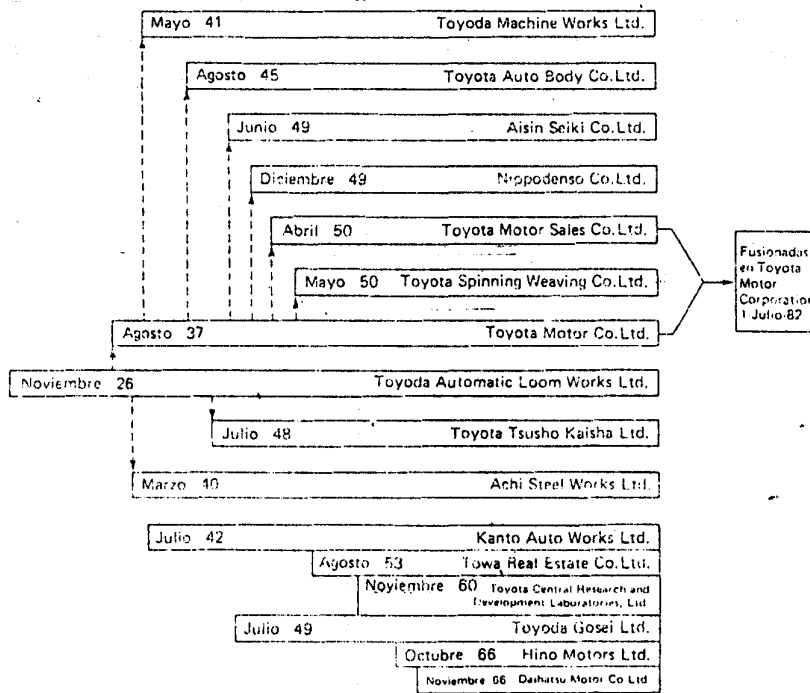 Mayo 41 Toyoda Machine Works Ltd.
Agosto 45 Toyota Auto Body Co.Ltd.
Junio 49 Aisin Seiki Co.Ltd.
Diciembre 49 Nippodenso Co.Ltd.
Abril 50 Toyota Motor Sales Co.Ltd.
Mayo 50 Toyota Spinning Weaving Co.Ltd.
Fusionadas
en Toyota
Motor
Corporation
1 Julio-82
Agosto 37 Toyota Motor Co.Ltd.
Noviembre 26 Toyoda Automatic Loom Works Ltd.
Julio 48 Toyota Tsusho Kaisha Ltd.
Marzo 40 Achi Steel Works Ltd.
Julio 42 Kanto Auto Works Ltd.
Agosto 53 Towa Real Estate Co.Ltd.
Noviembre 60 Toyota Central Research and
Development Laboratories, Ltd
Julio 49 Toyoda Gosei Ltd.
Octubre 66 Hino Motors Ltd.
Noviembre 66 Daihatsu Motor Co Ltd